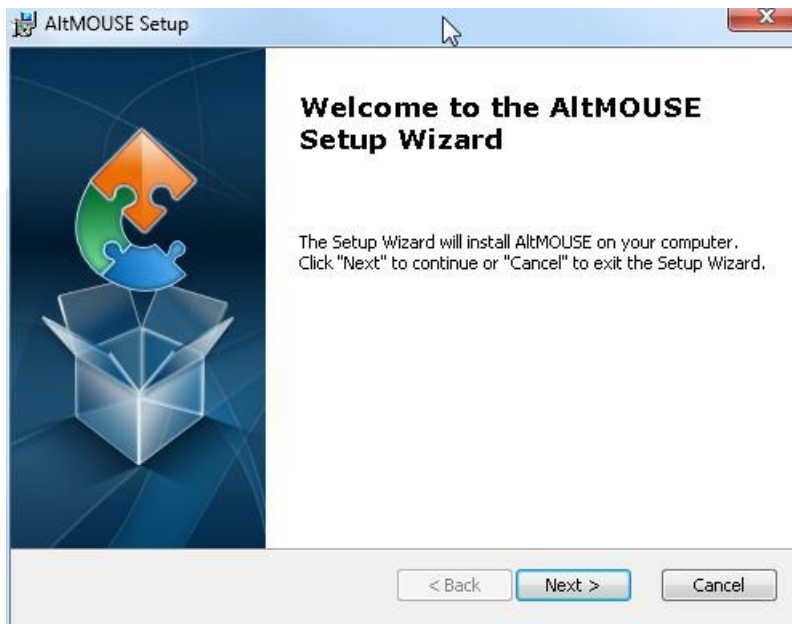 AltMOUSE Setup
Welcome to the AltMOUSE
Setup Wizard
The Setup Wizard will install AltMOUSE on your computer.
Click "Next" to continue or "Cancel" to exit the Setup Wizard.
< Back Next > Cancel